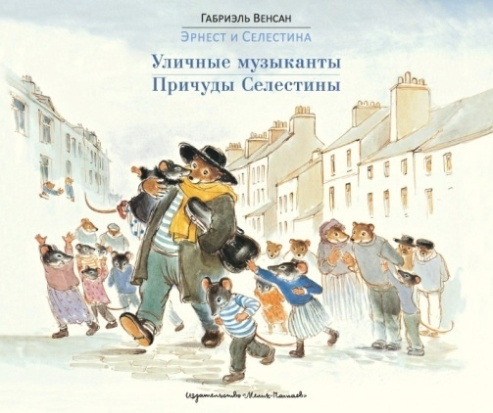 Габриэль Венсан
Эрнест и Селестина
Уличные музыканты
Причуды Селестины
Издательство «Мелик-Пашаев»